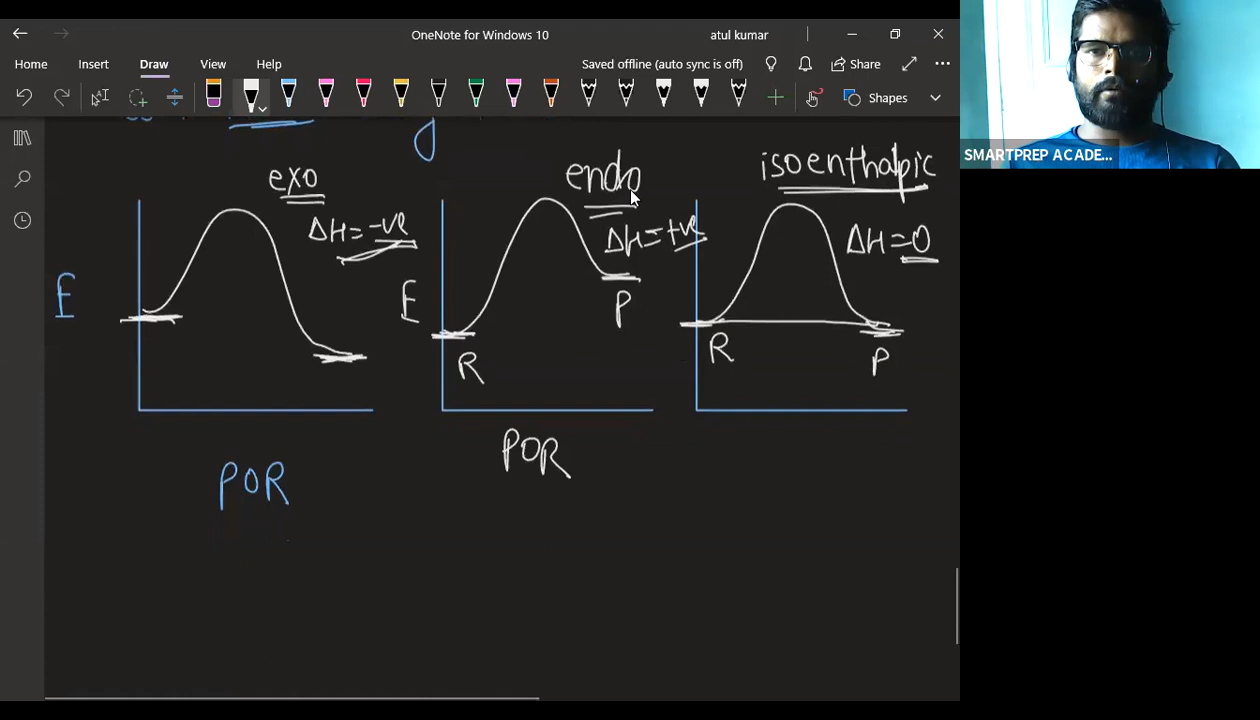 OneNote for Windows 10
atul kumar
Home Insert Draw View Help
Saved offline (auto sync is off)
Share
Shapes
SMARTPREP ACADE...
exo
ΔH = -ve
E
POR
endo
ΔH = +ve
E
R
P
POR
isoenthalpic
ΔH = 0
R
P